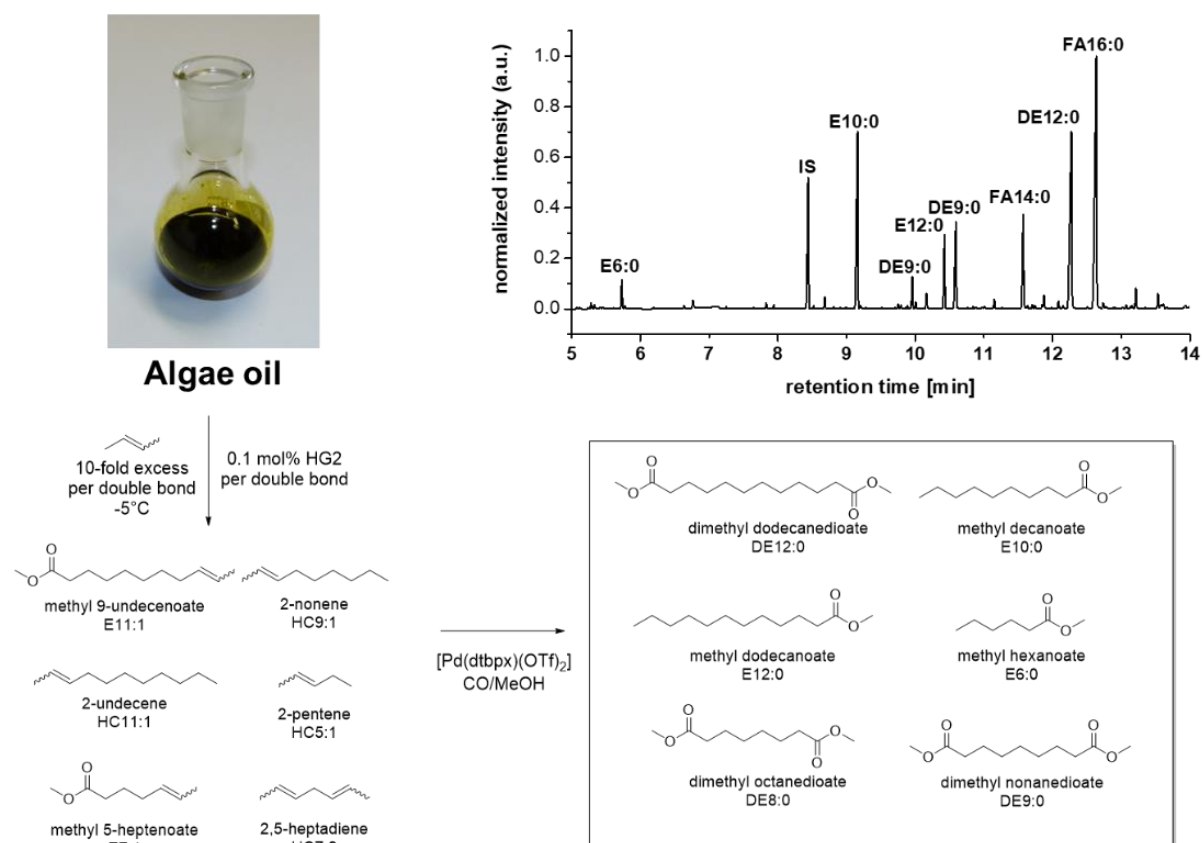 Algae oil
normalized intensity (a.u.)
1.0
0.8
0.6
0.4
0.2
0.0
E6:0
IS
E10:0
DE9:0
E12:0
DE9:0
FA14:0
DE12:0
FA16:0
5 6 7 8 9 10 11 12 13 14
retention time [min]
10-fold excess
per double bond
-5°C
0.1 mol% HG2
per double bond
O
O
methyl 9-undecenoate
E11:1
2-nonene
HC9:1
2-undecene
HC11:1
2-pentene
HC5:1
O
O
methyl 5-heptenoate
2,5-heptadiene
[Pd(dtbpx)(OTf)2]
CO/MeOH
O
O
O
O
dimethyl dodecanedioate
DE12:0
O
O
methyl decanoate
E10:0
O
O
methyl dodecanoate
E12:0
O
O
methyl hexanoate
E6:0
O
O
O
O
dimethyl octanedioate
DE8:0
O
O
O
O
dimethyl nonanedioate
DE9:0